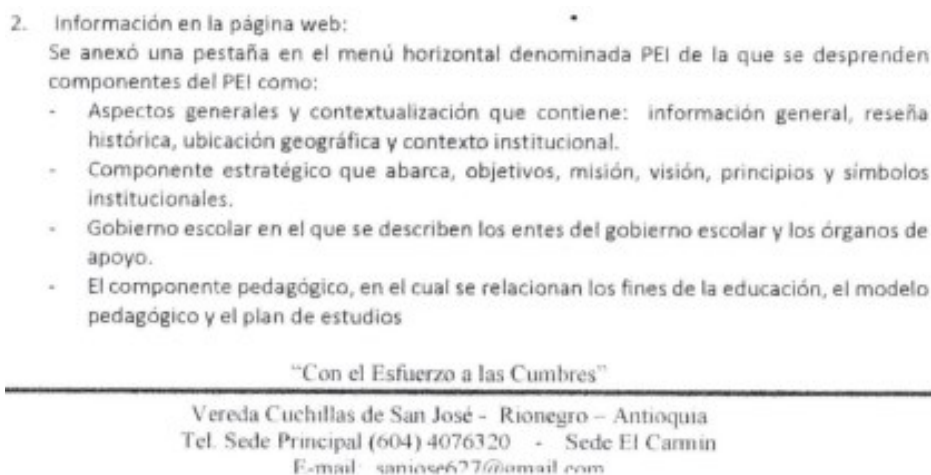 2. Información en la página web:
Se anexó una pestaña en el menú horizontal denominada PEI de la que se desprenden
componentes del PEI como:
- Aspectos generales y contextualización que contiene: información general, reseña
histórica, ubicación geográfica y contexto institucional.
- Componente estratégico que abarca, objetivos, misión, visión, principios y símbolos
institucionales.
- Gobierno escolar en el que se describen los entes del gobierno escolar y los órganos de
apoyo.
- El componente pedagógico, en el cual se relacionan los fines de la educación, el modelo
pedagógico y el plan de estudios
"Con el Esfuerzo a las Cumbres"
Vereda Cuchillas de San José - Rionegro – Antioquia
Tel. Sede Principal (604) 4076320 - Sede El Carmin
E-mail: sanjose627@gmail.com